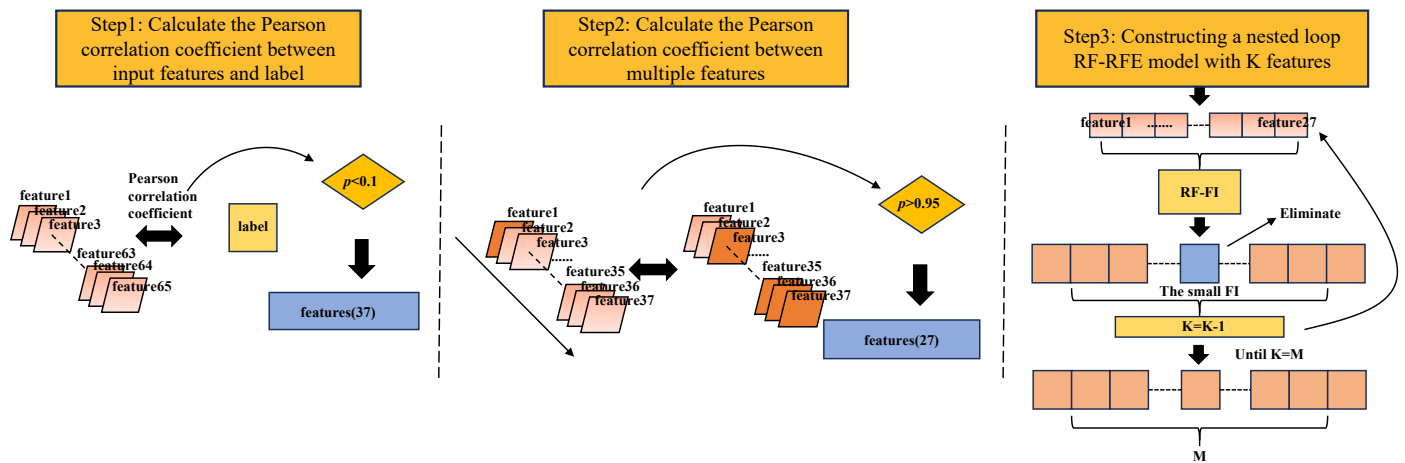 Step1: Calculate the Pearson
correlation coefficient between
input features and label
feature1
feature2
feature3
feature63
feature64
feature65
Pearson
correlation
coefficient
label
p<0.1
features(37)
Step2: Calculate the Pearson
correlation coefficient between
multiple features
feature1
feature2
feature3
......
feature35
feature36
feature37
feature1
feature2
feature3
......
feature35
feature36
feature37
p>0.95
features(27)
Step3: Constructing a nested loop
RF-RFE model with K features
feature1 ....... feature27
RF-FI
Eliminate
The small FI
K=K-1
Until K=M
M